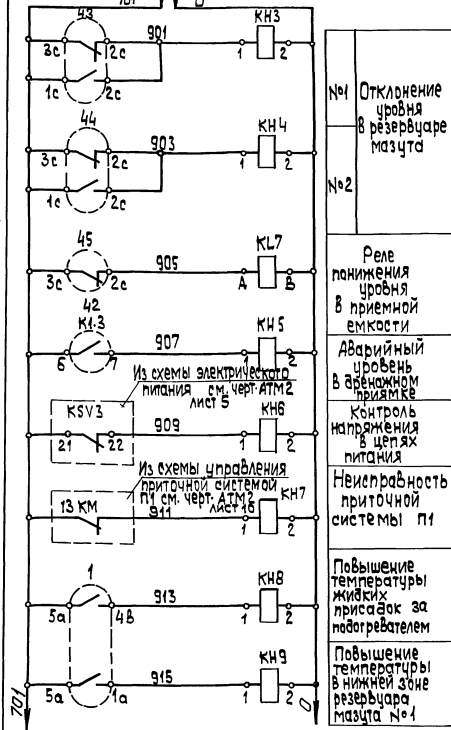 701 0
43
3с 2с 901 КН3
1 2
1с 2с
44
3с 2с 903 КН4
1 2
1с 2с
45
3с 2с 905 KL7
А В
42
К1.3
6 7 907 КН5
1 2
Из схемы электрического
питания см. черт. АТМ2
лист 5
KSV3
21 22 909 КН6
1 2
Из схемы управления
приточной системой
П1 см. черт. АТМ2
лист 16
13 КМ 911 КН7
1 2
1
5а 4в 913 КН8
1 2
5а 1а 915 КН9
1 2
701 0
№1
№2
Отклонение
уровня
в резервуаре
мазута
Реле
понижения
уровня
в приемной
емкости
Аварийный
уровень
в дренажном
приямке
Контроль
напряжения
в цепях
питания
Неисправность
приточной
системы П1
Повышение
температуры
жидких
присадок за
подогревателем
Повышение
температуры
в нижней зоне
резервуара
мазута №1